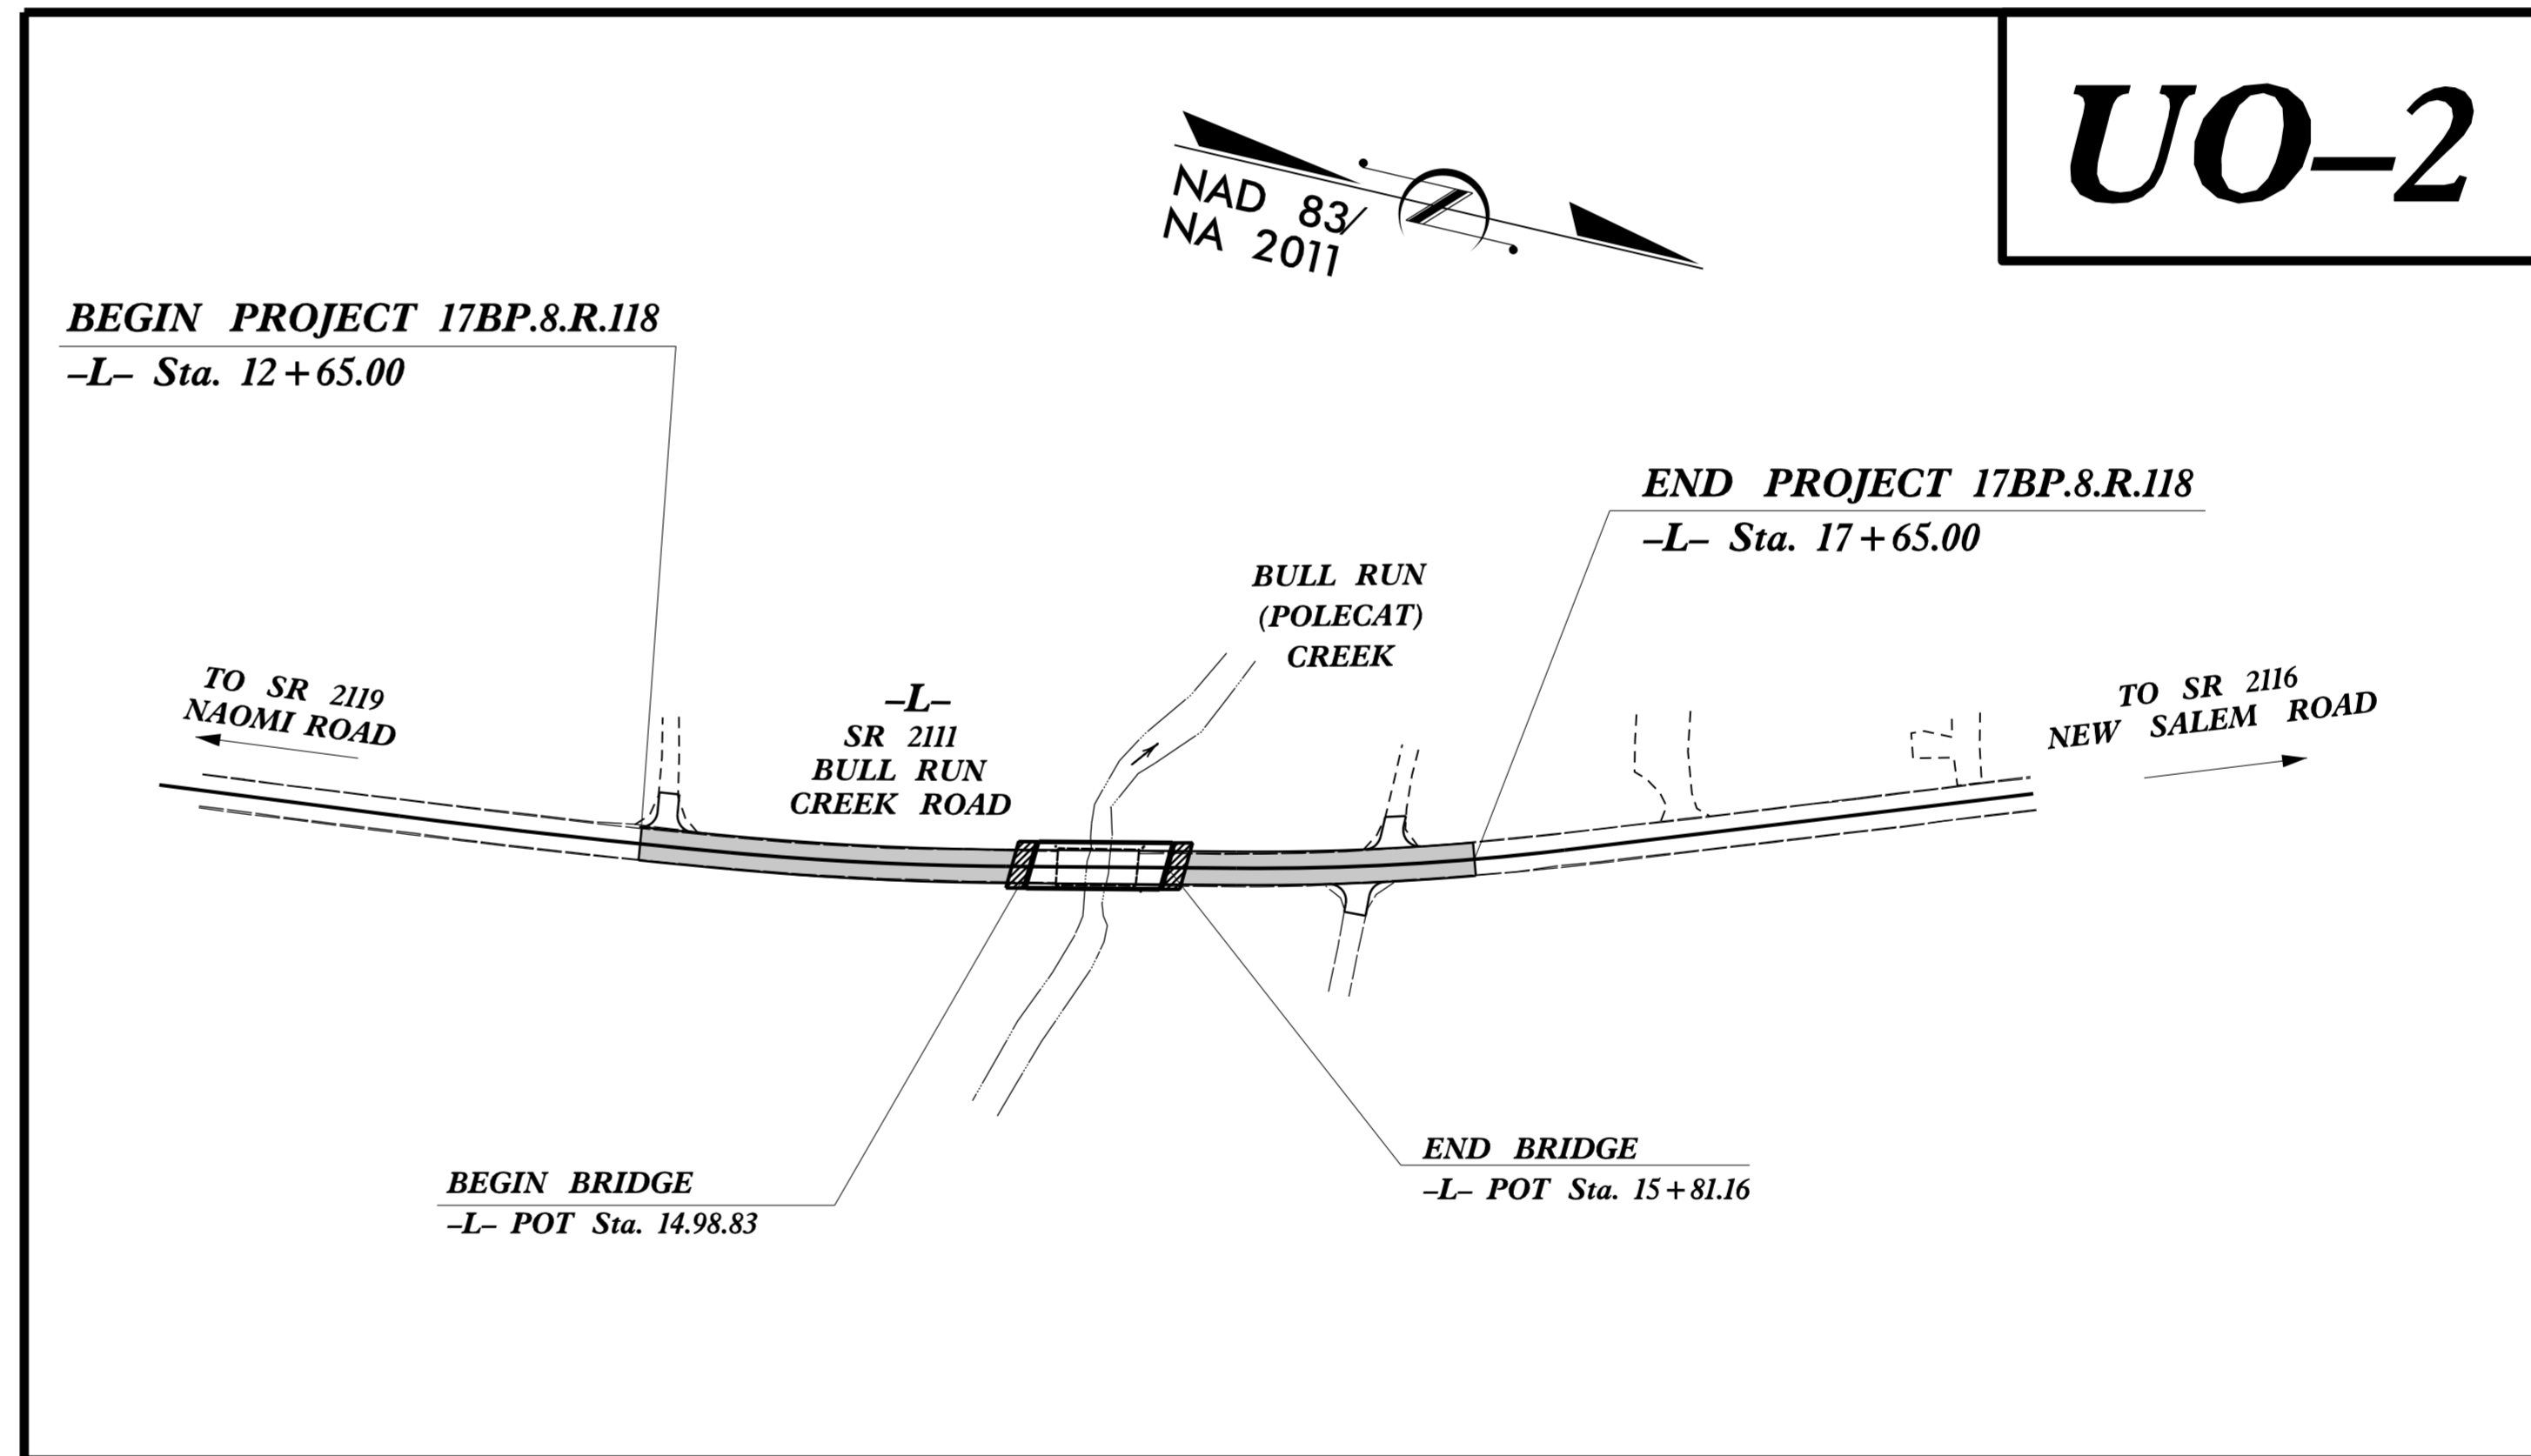 UO–2
NAD 83/
NA 2011
BEGIN PROJECT 17BP.8.R.118
–L– Sta. 12+65.00
END PROJECT 17BP.8.R.118
–L– Sta. 17+65.00
BULL RUN
(POLECAT)
CREEK
TO SR 2119
NAOMI ROAD
–L–
SR 2111
BULL RUN
CREEK ROAD
TO SR 2116
NEW SALEM ROAD
BEGIN BRIDGE
–L– POT Sta. 14.98.83
END BRIDGE
–L– POT Sta. 15+81.16